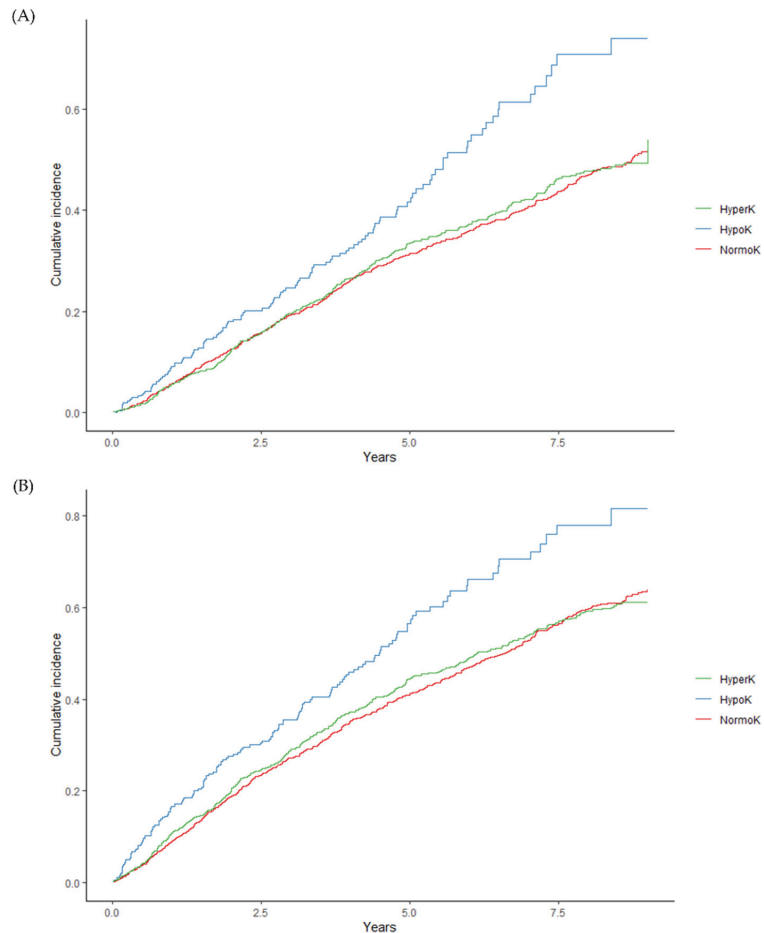 (A)
Cumulative incidence
0.6
0.4
0.2
0.0
0.0 2.5 5.0 7.5
Years
HyperK
HypoK
NormoK
(B)
Cumulative incidence
0.8
0.6
0.4
0.2
0.0
0.0 2.5 5.0 7.5
Years
HyperK
HypoK
NormoK